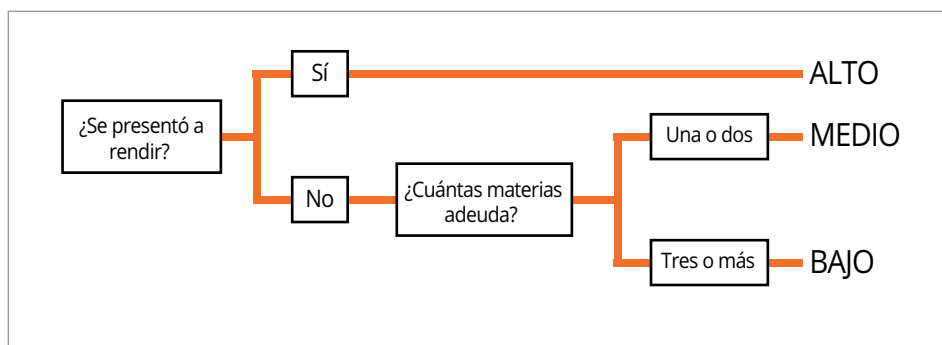 Sí
ALTO
¿Se presentó a
rendir?
Una o dos
MEDIO
No
¿Cuántas materias
adeuda?
Tres o más
BAJO